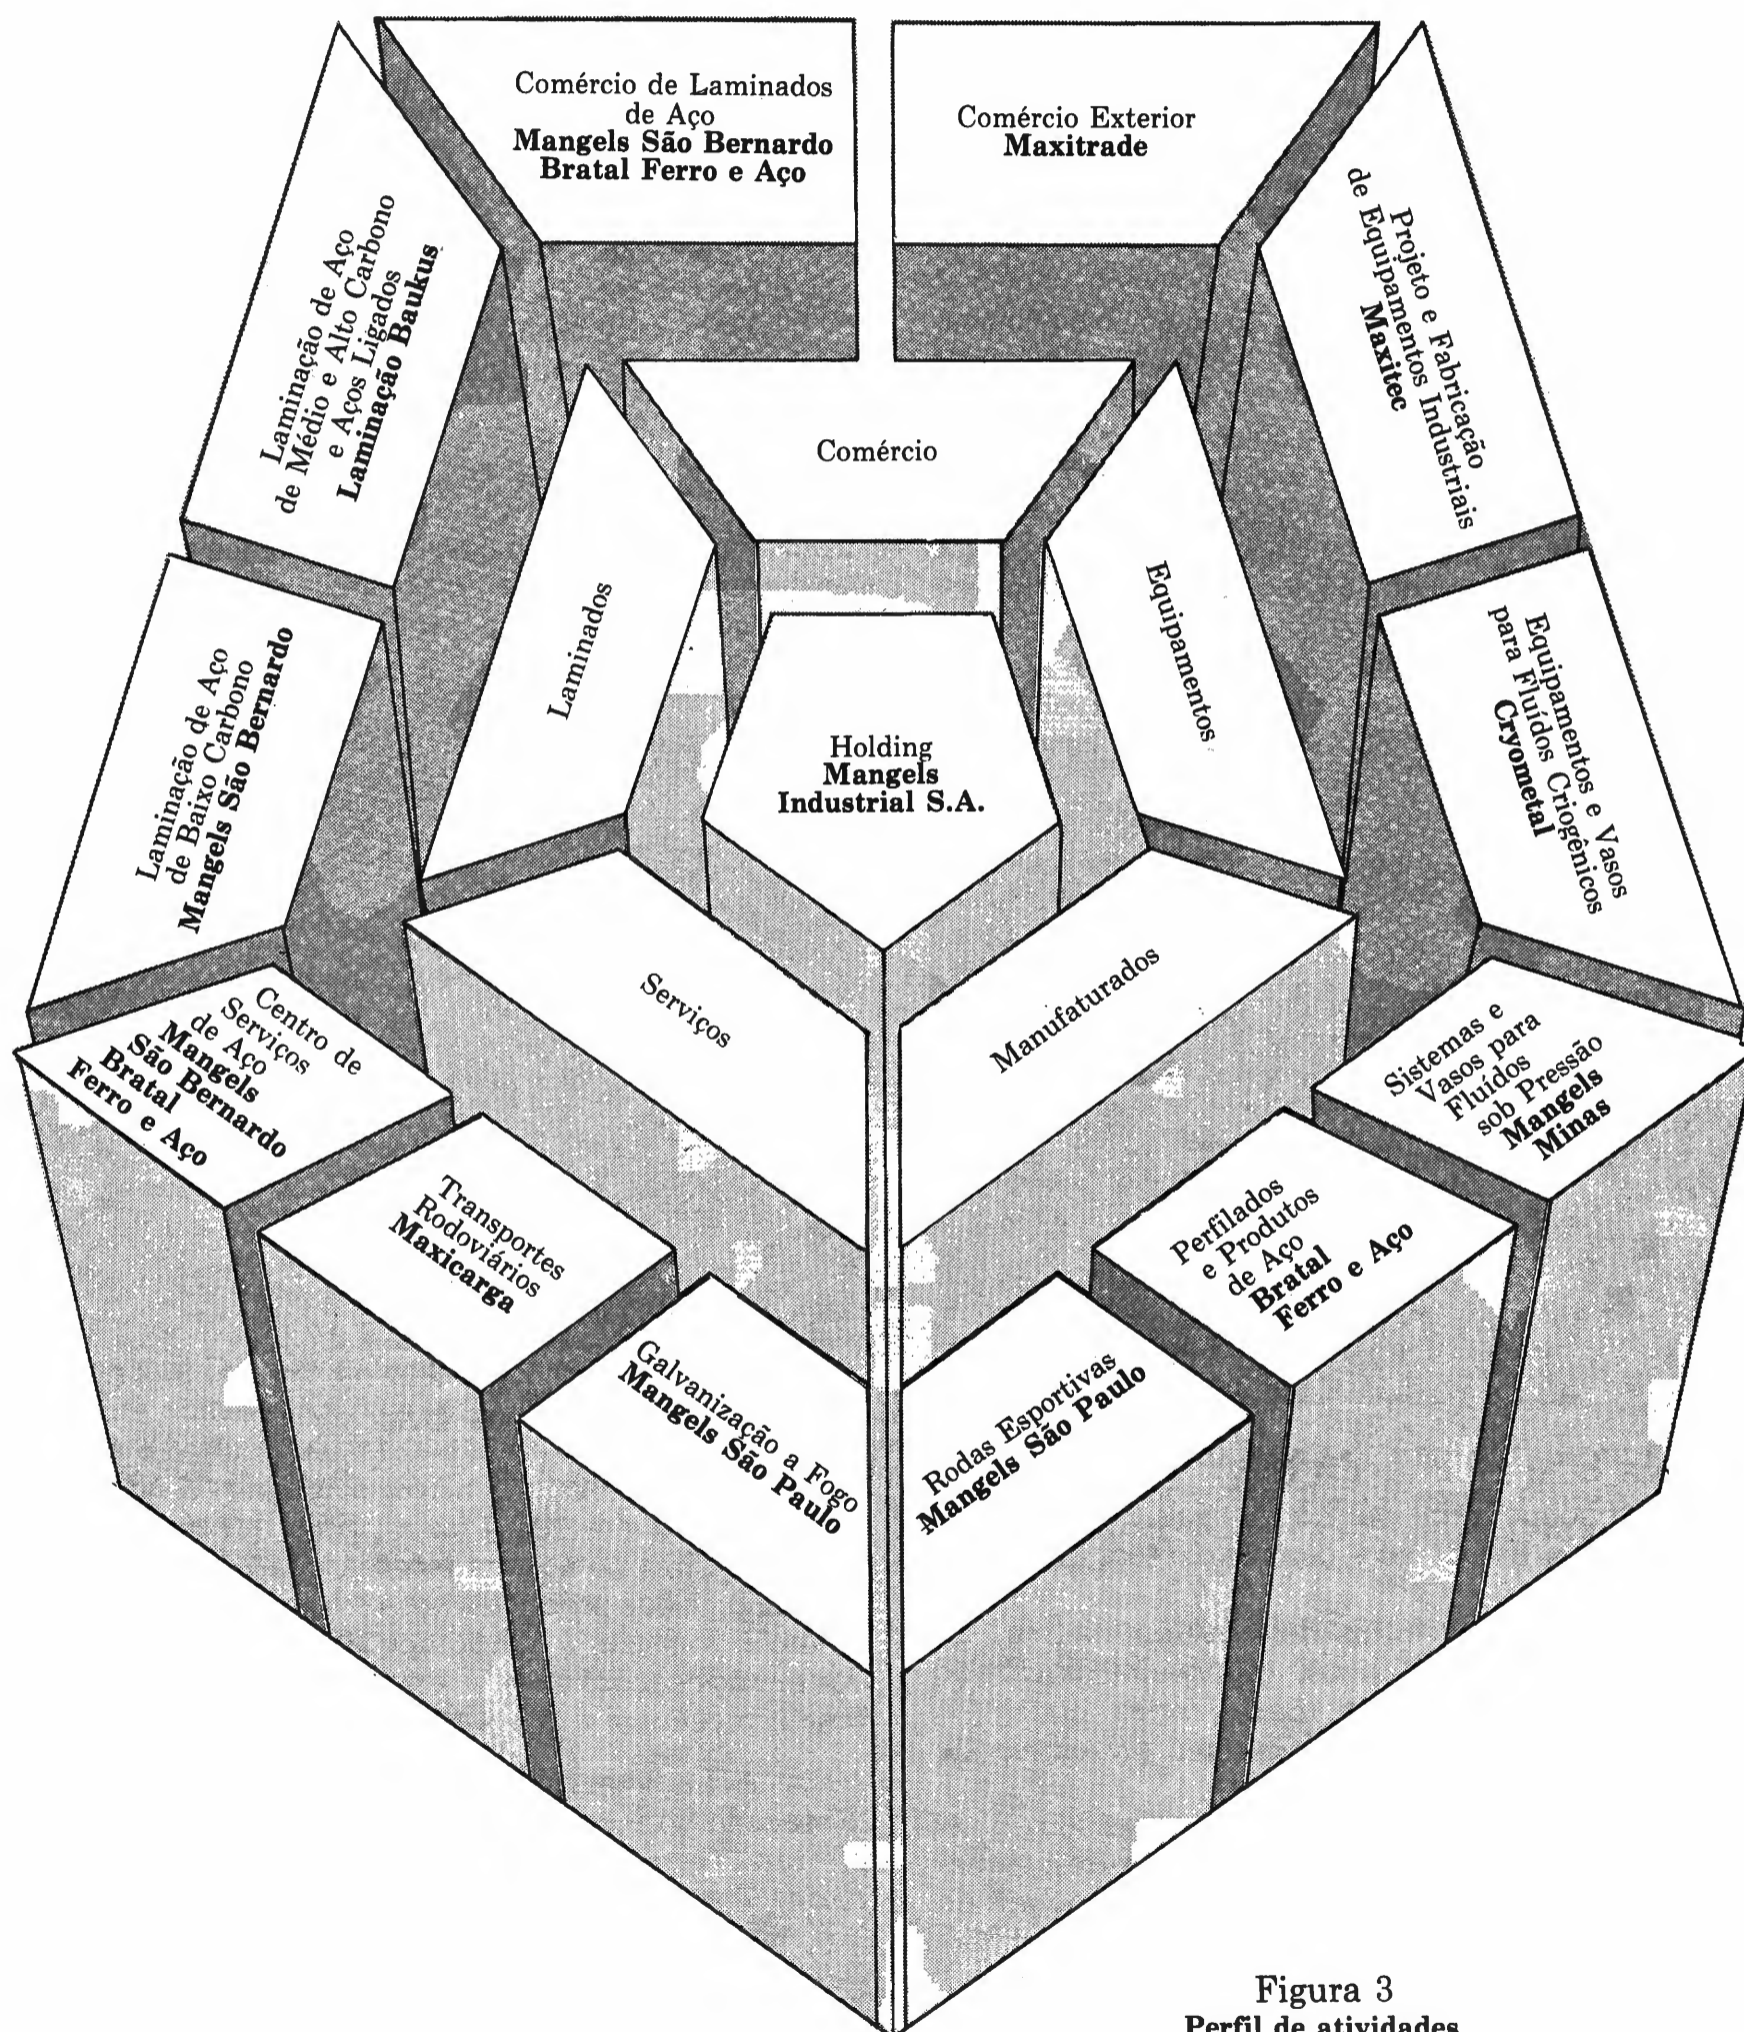 Comércio de Laminados
de Aço
Mangels São Bernardo
Bratal Ferro e Aço
Comércio Exterior
Maxitrade
Laminação de Aço
de Médio e Alto Carbono
e Aços Ligados
Laminação Baukus
Projeto e Fabricação
de Equipamentos Industriais
Maxitec
Comércio
Laminados
Equipamentos
Laminação de Aço
de Baixo Carbono
Mangels São Bernardo
Equipamentos e Vasos
para Fluídos Criogênicos
Cryometal
Holding
Mangels
Industrial S.A.
Serviços
Manufaturados
Centro de
Serviços
de Aço
Mangels
São Bernardo
Bratal
Ferro e Aço
Sistemas e
Vasos para
Fluídos
sob Pressão
Mangels
Minas
Transportes
Rodoviários
Maxicarga
Perfilados
e Produtos
de Aço
Bratal
Ferro e Aço
Galvanização a Fogo
Mangels São Paulo
Rodas Esportivas
Mangels São Paulo
Figura 3
Perfil de atividades